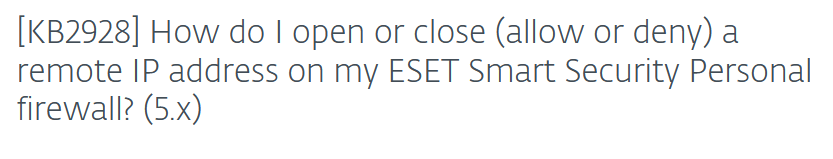 [KB2928] How do I open or close (allow or deny) a
remote IP address on my ESET Smart Security Personal
firewall? (5.x)